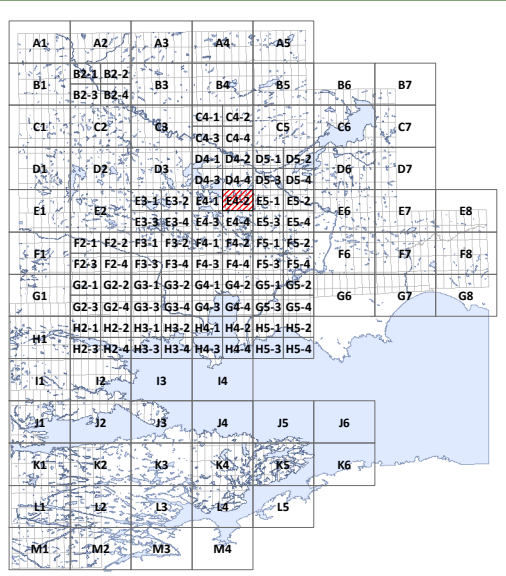 A1 A2 A3 A4 A5
B2-1 B2-2
B1 B3 B4 B5 B6 B7
B2-3 B2-4
C4-1 C4-2
C1 C2 C3 C5 C6 C7
C4-3 C4-4
D4-1 D4-2 D5-1 D5-2
D1 D2 D3 D6 D7
D4-3 D4-4 D5-3 D5-4
E3-1 E3-2 E4-1 E4-2 E5-1 E5-2
E1 E2 E6 E7 E8
E3-3 E3-4 E4-3 E4-4 E5-3 E5-4
F2-1 F2-2 F3-1 F3-2 F4-1 F4-2 F5-1 F5-2
F1 F6 F7 F8
F2-3 F2-4 F3-3 F3-4 F4-3 F4-4 F5-3 F5-4
G2-1 G2-2 G3-1 G3-2 G4-1 G4-2 G5-1 G5-2
G1 G6 G7 G8
G2-3 G2-4 G3-3 G3-4 G4-3 G4-4 G5-3 G5-4
H2-1 H2-2 H3-1 H3-2 H4-1 H4-2 H5-1 H5-2
H1
H2-3 H2-4 H3-3 H3-4 H4-3 H4-4 H5-3 H5-4
I1 I2 I3 I4
J1 J2 J3 J4 J5 J6
K1 K2 K3 K4 K5 K6
L1 L2 L3 L4 L5
M1 M2 M3 M4